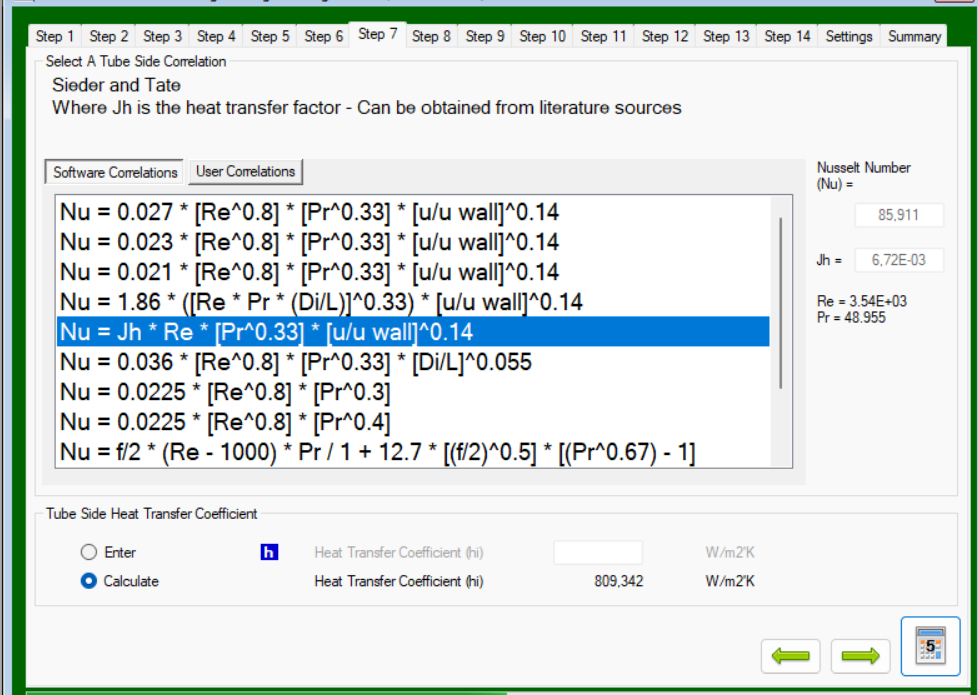 Step 1 Step 2 Step 3 Step 4 Step 5 Step 6 Step 7 Step 8 Step 9 Step 10 Step 11 Step 12 Step 13 Step 14 Settings Summary
Select A Tube Side Correlation
Sieder and Tate
Where Jh is the heat transfer factor - Can be obtained from literature sources
Software Correlations User Correlations
Nu = 0.027 * [Re^0.8] * [Pr^0.33] * [u/u wall]^0.14
Nu = 0.023 * [Re^0.8] * [Pr^0.33] * [u/u wall]^0.14
Nu = 0.021 * [Re^0.8] * [Pr^0.33] * [u/u wall]^0.14
Nu = 1.86 * ([Re * Pr * (Di/L)]^0.33) * [u/u wall]^0.14
Nu = Jh * Re * [Pr^0.33] * [u/u wall]^0.14
Nu = 0.036 * [Re^0.8] * [Pr^0.33] * [Di/L]^0.055
Nu = 0.0225 * [Re^0.8] * [Pr^0.3]
Nu = 0.0225 * [Re^0.8] * [Pr^0.4]
Nu = f/2 * (Re - 1000) * Pr / 1 + 12.7 * [(f/2)^0.5] * [(Pr^0.67) - 1]
Nusselt Number
(Nu) =
85,911
Jh = 6,72E-03
Re = 3.54E+03
Pr = 48.955
Tube Side Heat Transfer Coefficient
Enter h Heat Transfer Coefficient (hi) W/m2'K
Calculate Heat Transfer Coefficient (hi) 809,342 W/m2'K
5